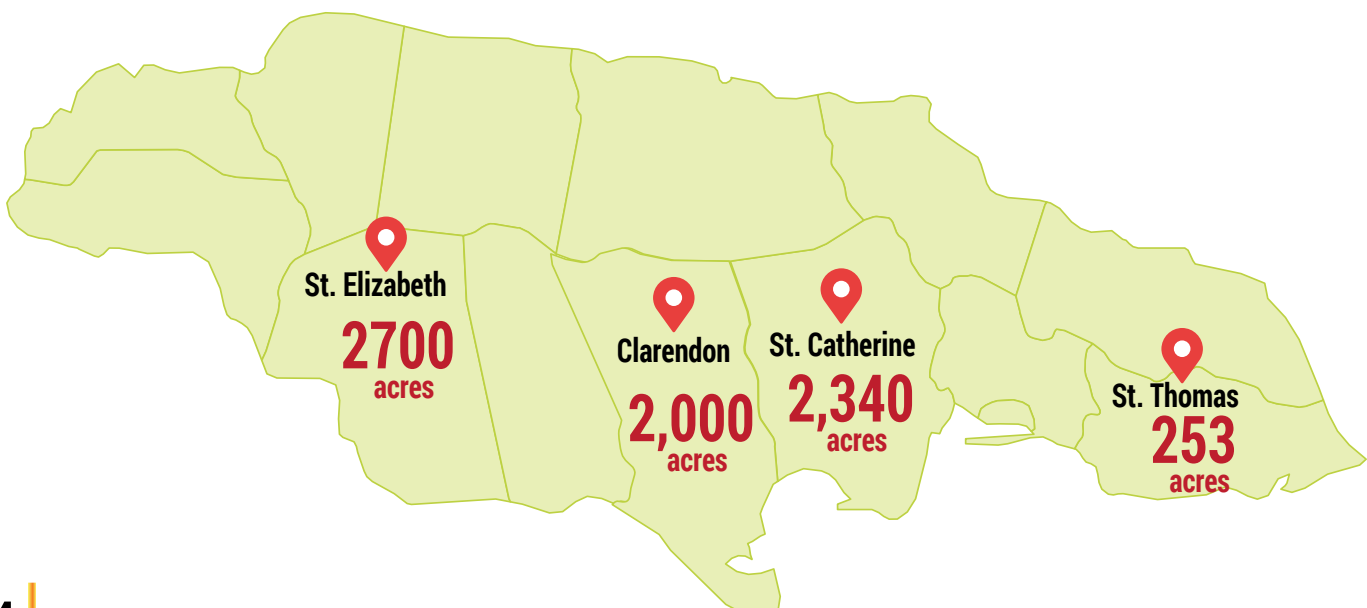 St. Elizabeth
2700
acres
Clarendon
2,000
acres
St. Catherine
2,340
acres
St. Thomas
253
acres